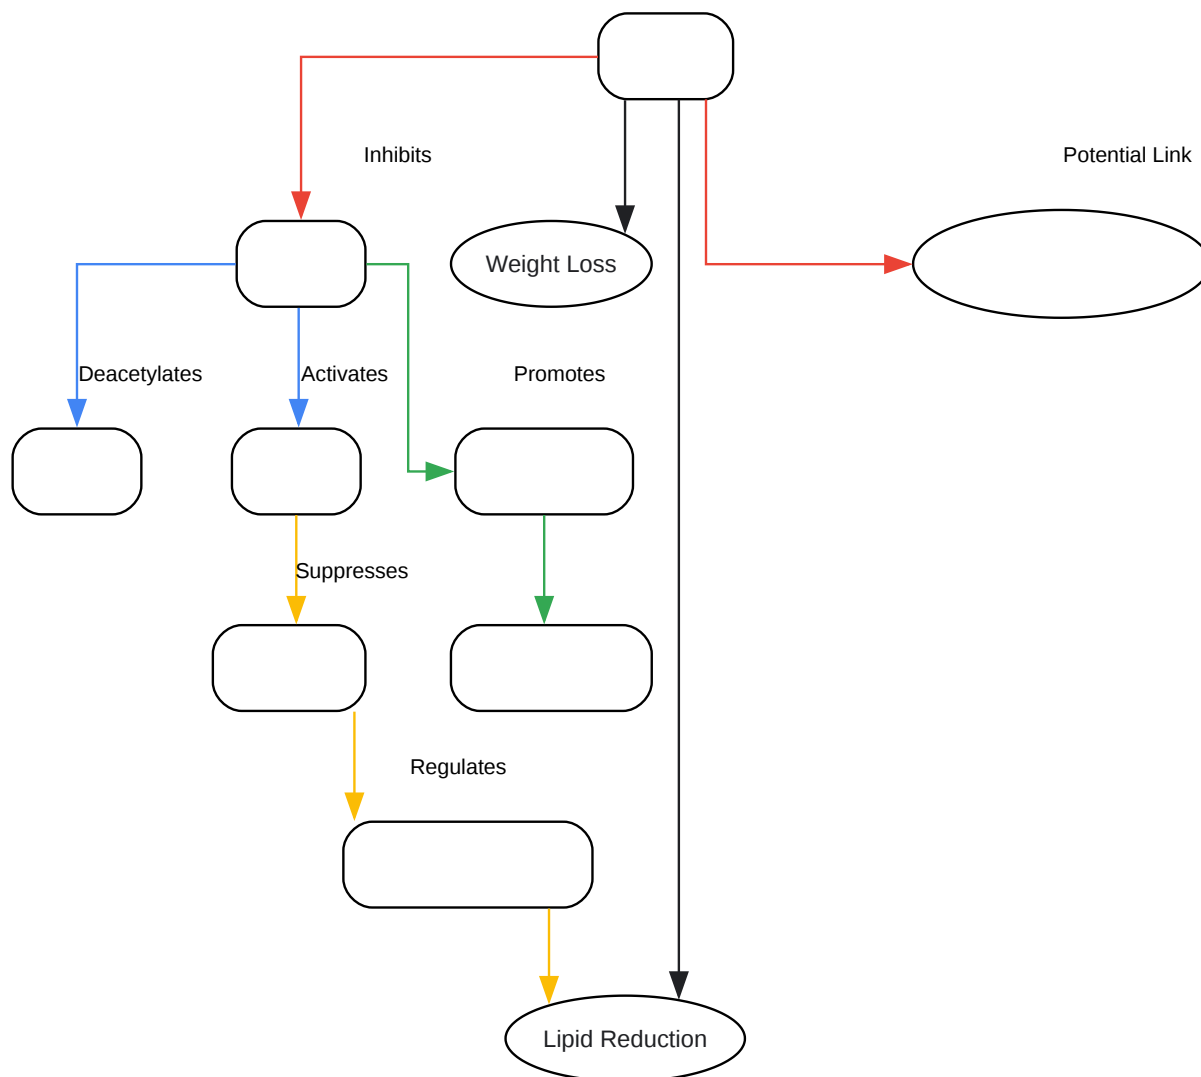 Inhibits
Potential Link
Weight Loss
Deacetylates
Activates
Promotes
Suppresses
Regulates
Lipid Reduction